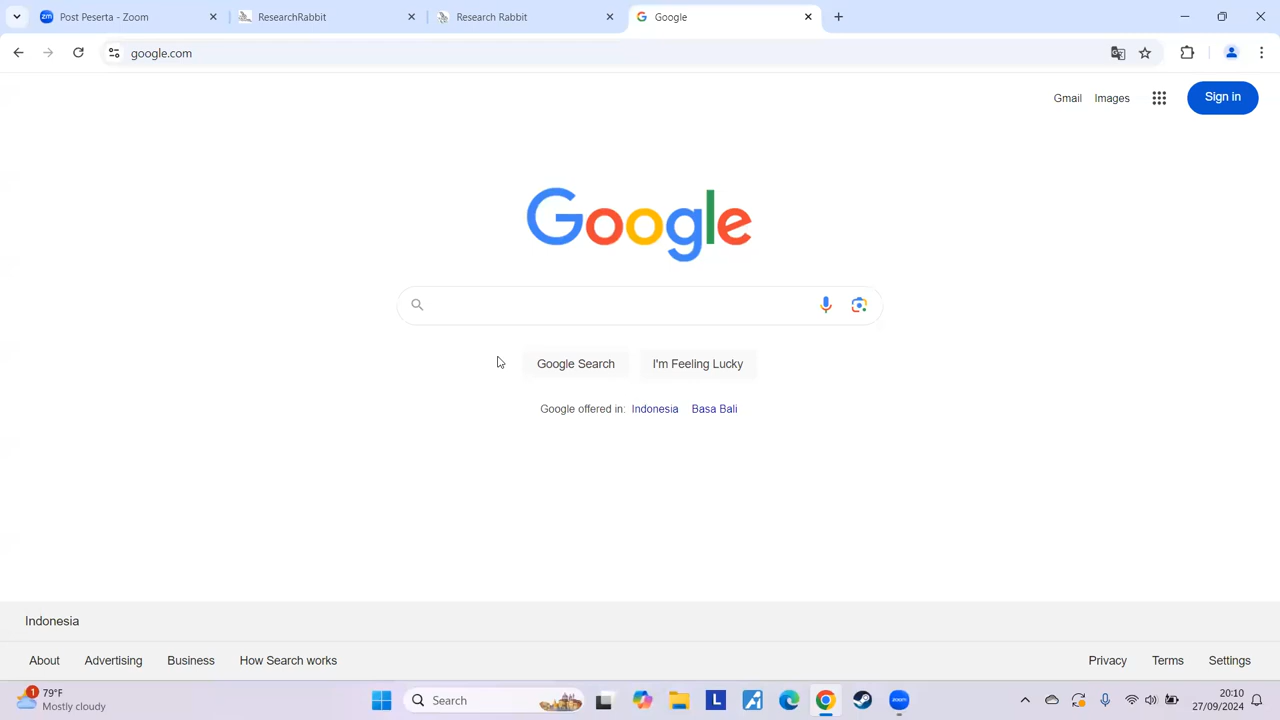 Post Peserta - Zoom
ResearchRabbit
Research Rabbit
Google
google.com
Gmail
Images
Sign in
Google
Google Search
I'm Feeling Lucky
Google offered in: Indonesia Basa Bali
Indonesia
About
Advertising
Business
How Search works
Privacy
Terms
Settings
1
79°F
Mostly cloudy
Search
L
zoom
20:10
27/09/2024